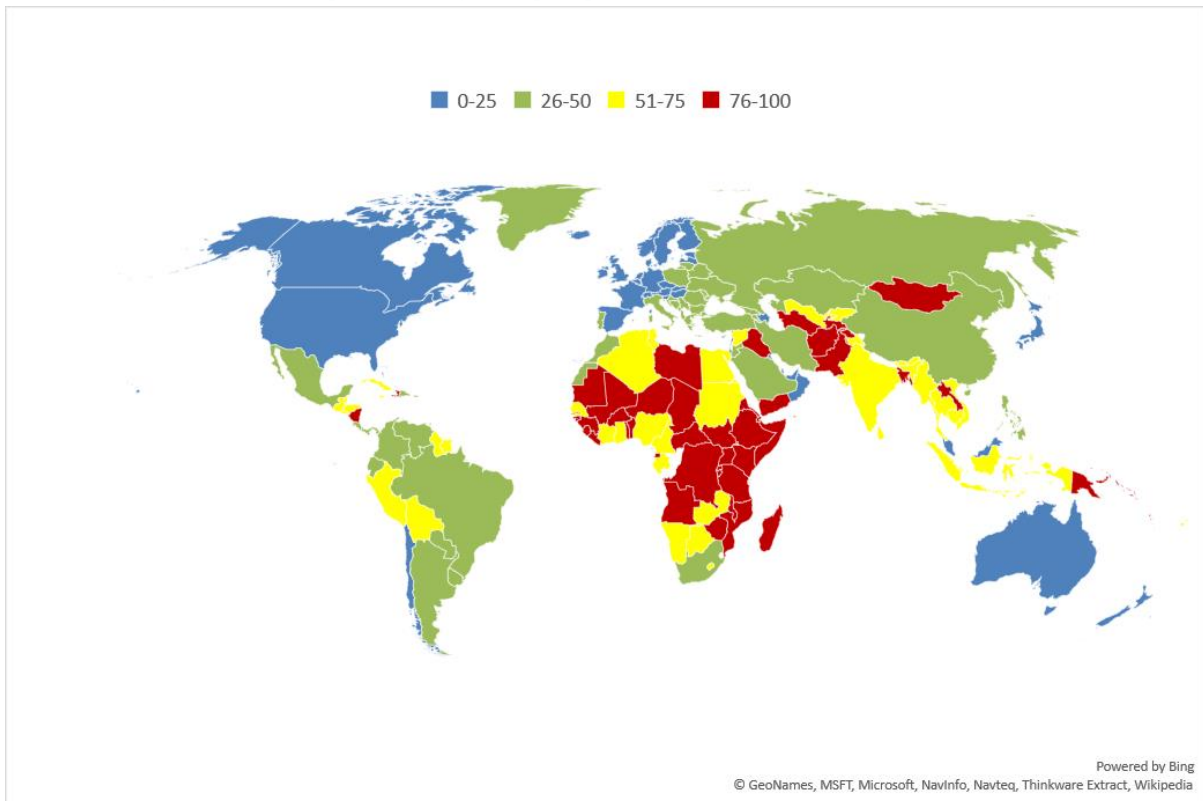 0-25 26-50 51-75 76-100
Powered by Bing
© GeoNames, MSFT, Microsoft, NavInfo, Navteq, Thinkware Extract, Wikipedia